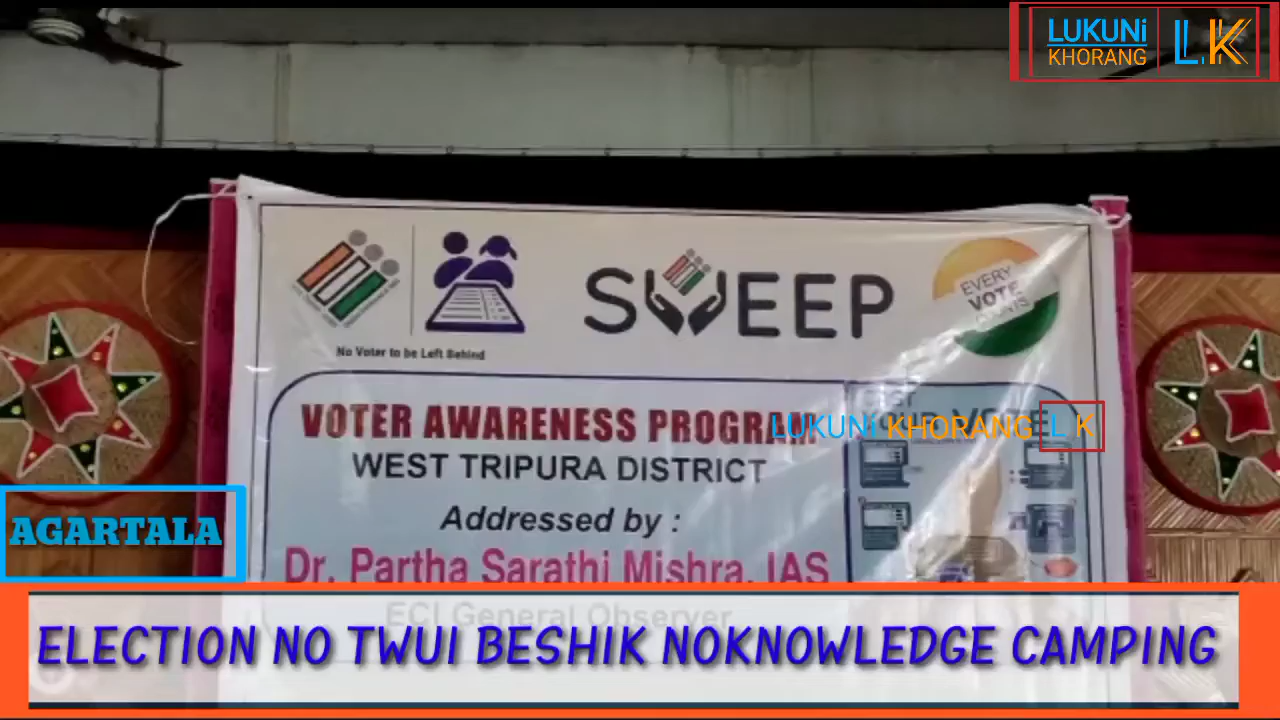 LUKUNi
KHORANG
LK
SWEEP
EVERY
VOTE
COUNTS
No Voter to be Left Behind
VOTER AWARENESS PROGRAM
LUKUNi KHORANG LK
WEST TRIPURA DISTRICT
Addressed by :
Dr. Partha Sarathi Mishra, IAS
ECI General Observer
AGARTALA
ELECTION NO TWUI BESHIK NOKNOWLEDGE CAMPING